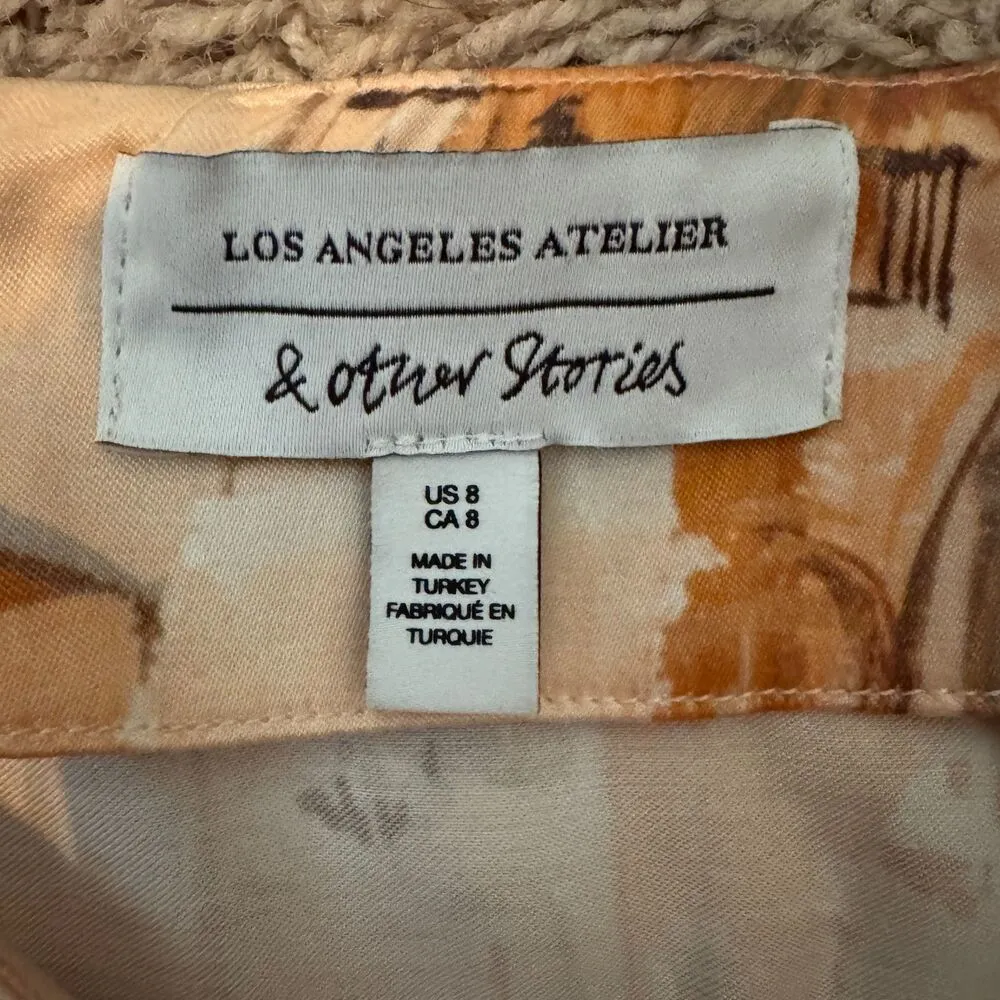 LOS ANGELES ATELIER
& other Stories
US 8
CA 8
MADE IN
TURKEY
FABRIQUÉ EN
TURQUIE